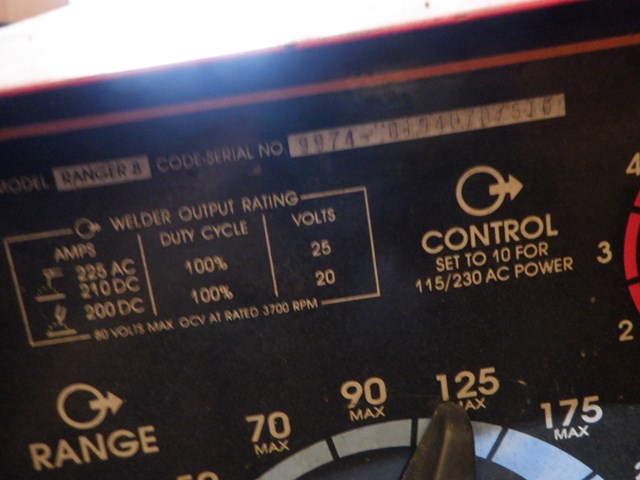 MODEL RANGER 8 CODE-SERIAL NO.
WELDER OUTPUT RATING
AMPS DUTY CYCLE VOLTS
225 AC
210 DC 100% 25
200 DC 100% 20
80 VOLTS MAX OCV AT RATED 3700 RPM
CONTROL
SET TO 10 FOR
115/230 AC POWER
4
3
2
RANGE
70 MAX
90 MAX
125 MAX
175 MAX